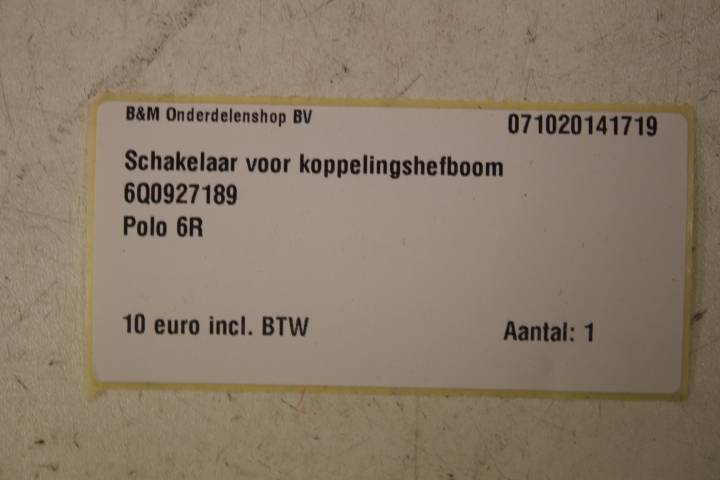 B&M Onderdelenshop BV
071020141719
Schakelaar voor koppelingshefboom
6Q0927189
Polo 6R
10 euro incl. BTW
Aantal: 1